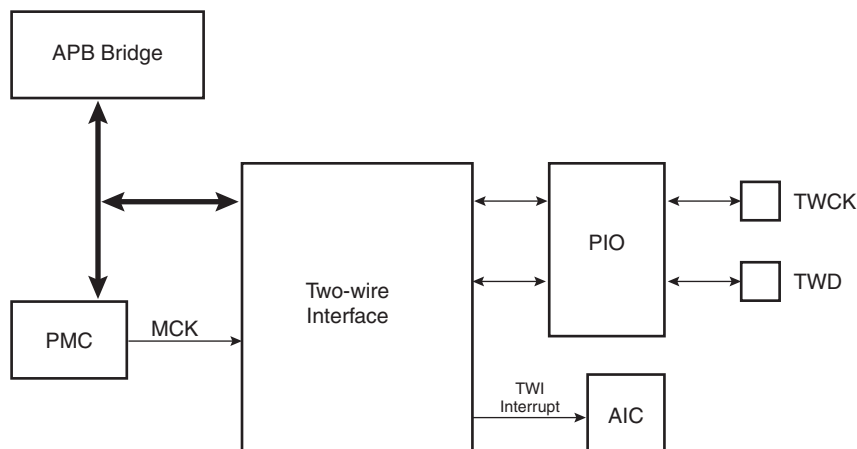 APB Bridge
TWCK
PIO
Two-wire
Interface
TWD
MCK
PMC
TWI
Interrupt
AIC